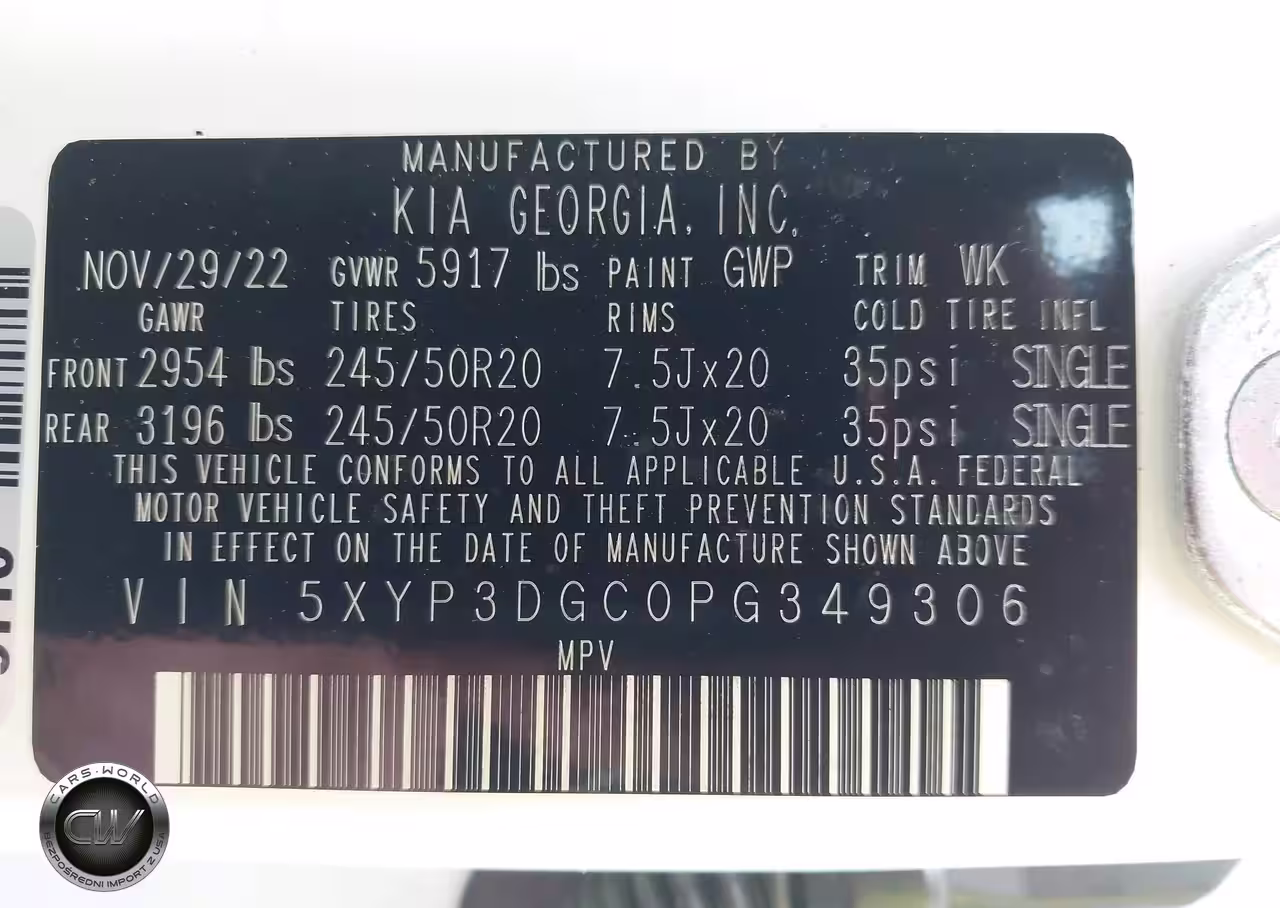 MANUFACTURED BY
KIA GEORGIA, INC.
NOV/29/22 GVWR 5917 lbs PAINT GWP TRIM WK
GAWR TIRES RIMS COLD TIRE INFL
FRONT 2954 lbs 245/50R20 7.5Jx20 35psi SINGLE
REAR 3196 lbs 245/50R20 7.5Jx20 35psi SINGLE
THIS VEHICLE CONFORMS TO ALL APPLICABLE U.S.A. FEDERAL
MOTOR VEHICLE SAFETY AND THEFT PREVENTION STANDARDS
IN EFFECT ON THE DATE OF MANUFACTURE SHOWN ABOVE
VIN 5XYP3DGC0PG349306
MPV
CARS-WORLD
CW
BEZPOŚREDNI IMPORT Z USA